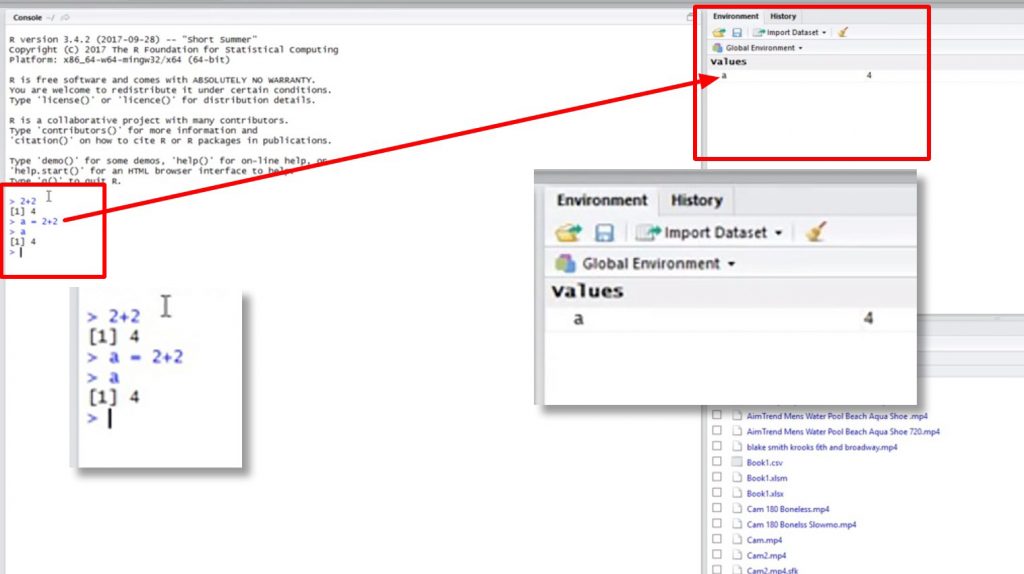 Console ~/
R version 3.4.2 (2017-09-28) -- "Short Summer"
Copyright (C) 2017 The R Foundation for Statistical Computing
Platform: x86_64-w64-mingw32/x64 (64-bit)
R is free software and comes with ABSOLUTELY NO WARRANTY.
You are welcome to redistribute it under certain conditions.
Type 'license()' or 'licence()' for distribution details.
R is a collaborative project with many contributors.
Type 'contributors()' for more information and
'citation()' on how to cite R or R packages in publications.
Type 'demo()' for some demos, 'help()' for on-line help, or
'help.start()' for an HTML browser interface to help.
Type 'q()' to quit R.
> 2+2
[1] 4
> a = 2+2
> a
[1] 4
>
> 2+2
[1] 4
> a = 2+2
> a
[1] 4
>
Environment History
Import Dataset
Global Environment
values
a 4
Environment History
Import Dataset
Global Environment
values
a 4
AimTrend Mens Water Pool Beach Aqua Shoe .mp4
AimTrend Mens Water Pool Beach Aqua Shoe 720.mp4
blake smith krooks 6th and broadway.mp4
Book1.csv
Book1.xlsm
Book1.xlsx
Cam 180 Boneless.mp4
Cam 180 Bonelss Slowmo.mp4
Cam.mp4
Cam2.mp4
Cam2.mp4.sfk